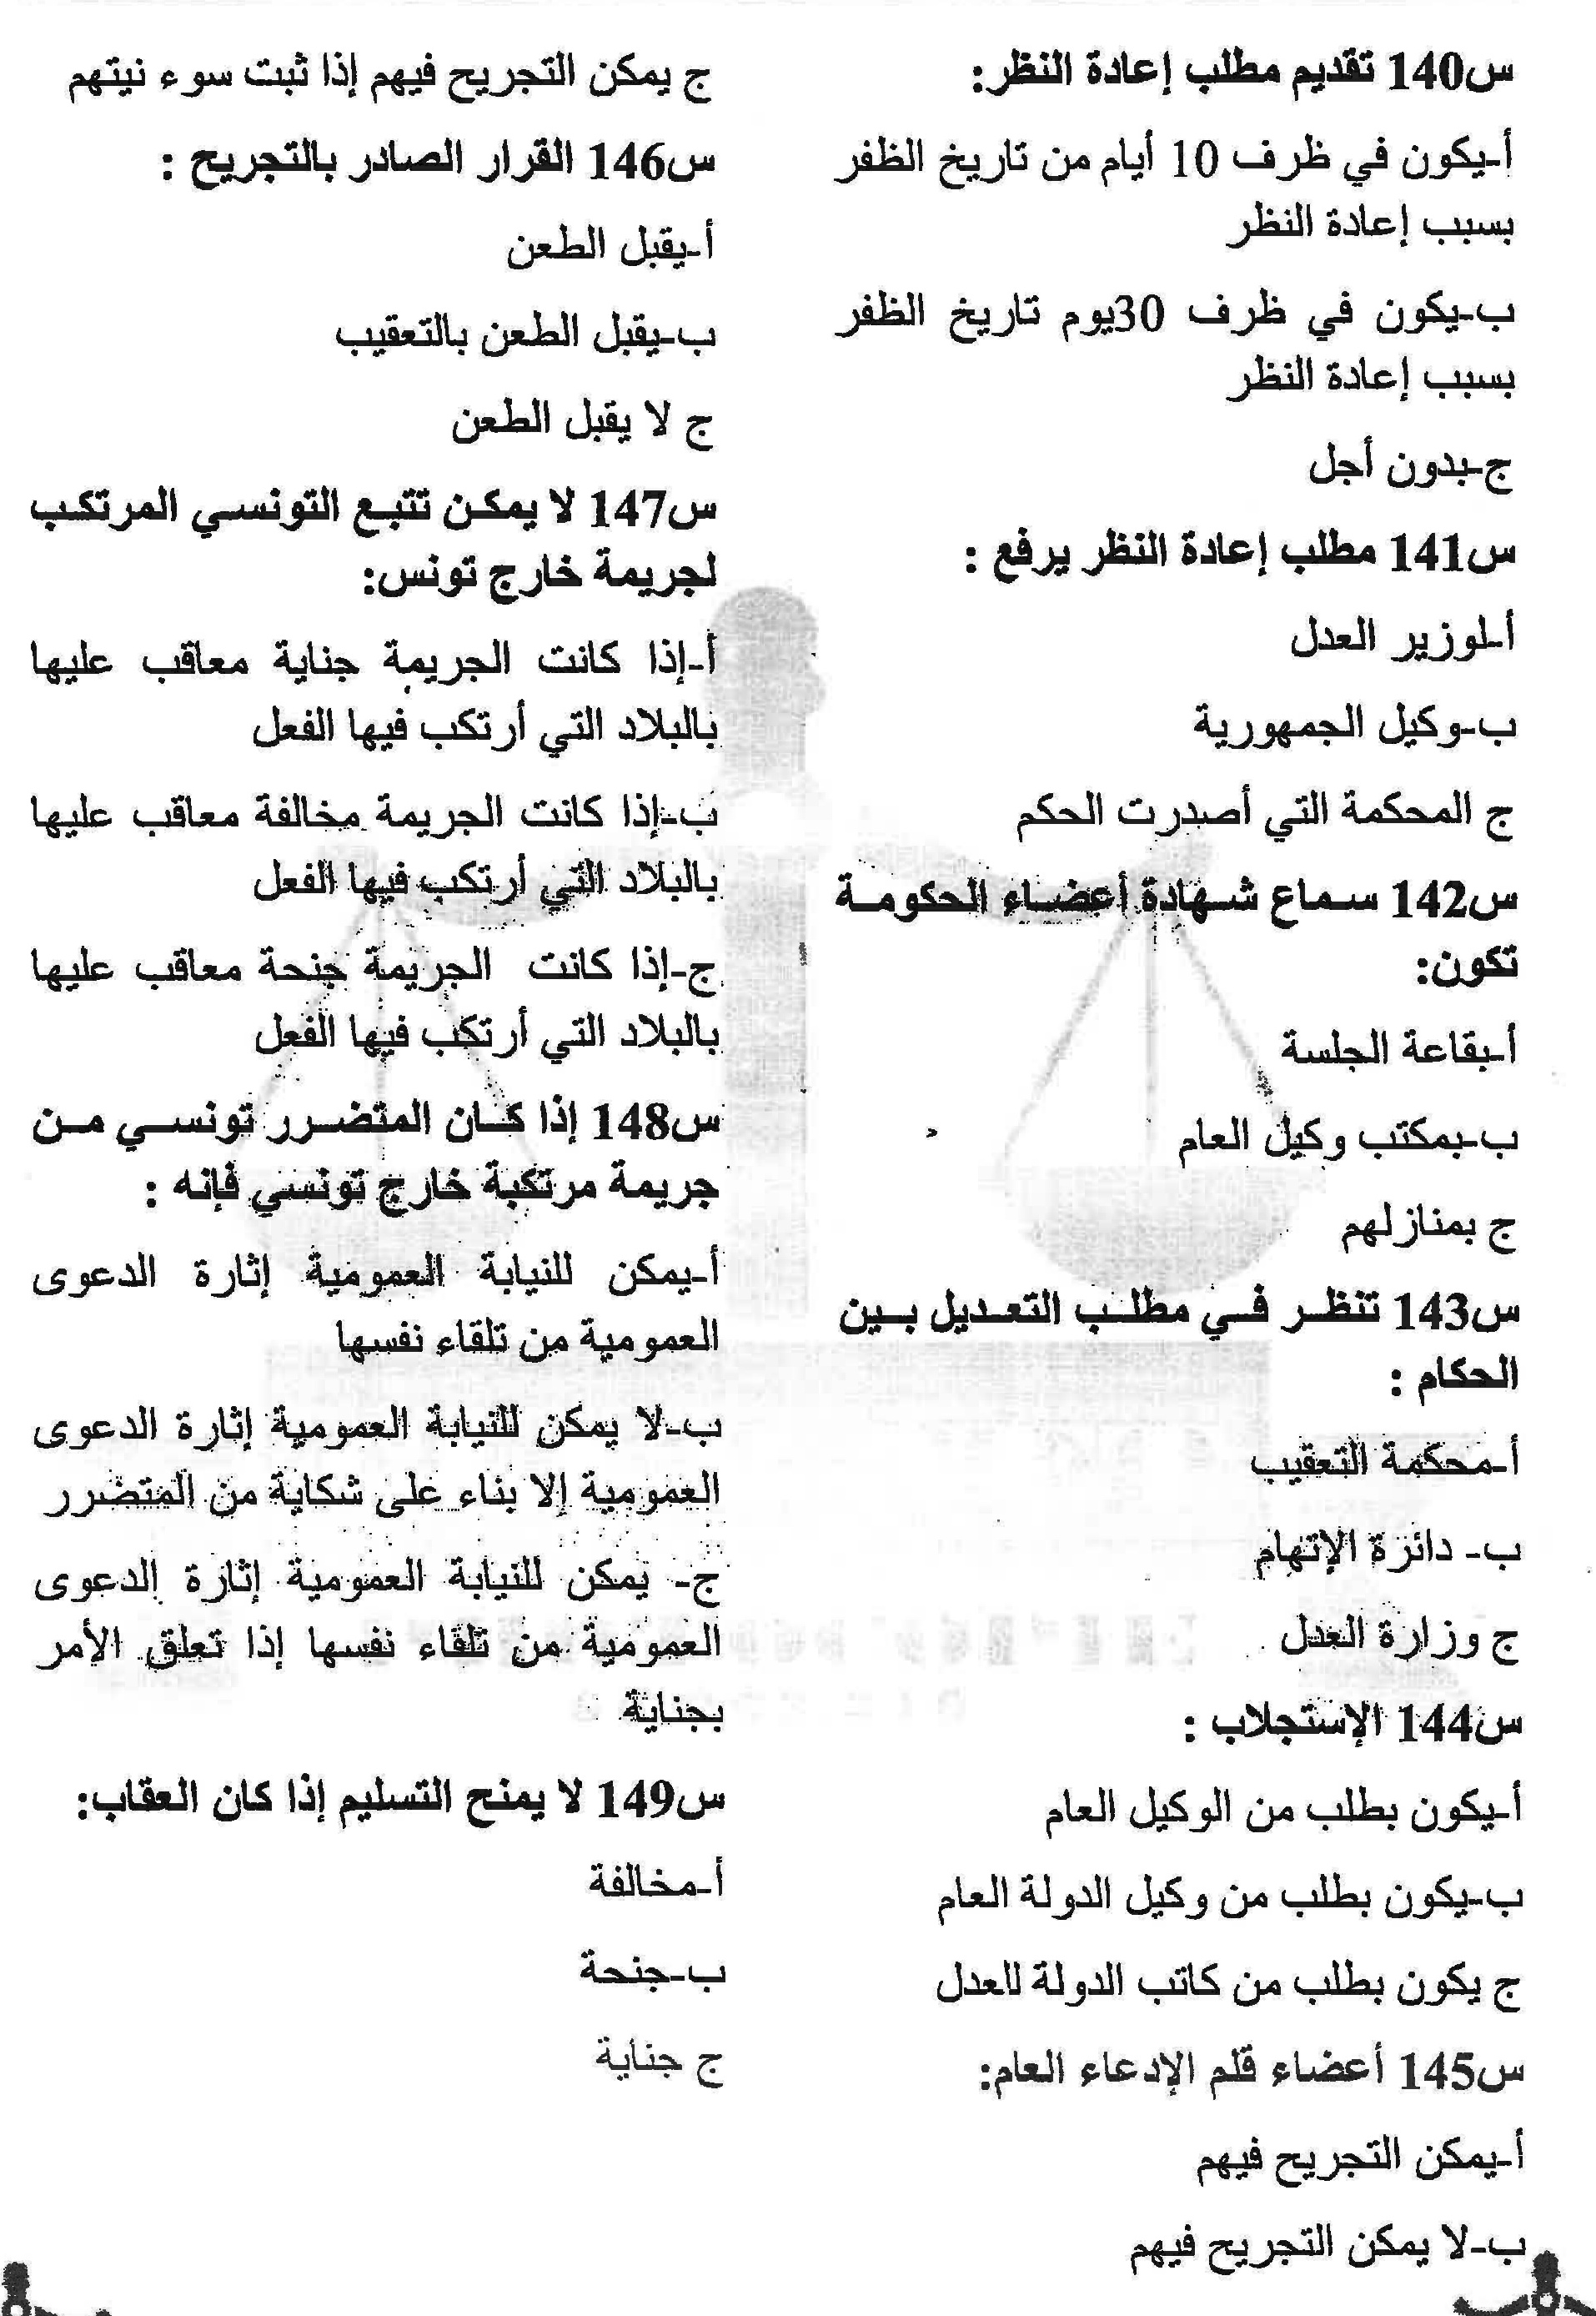 س140 تقديم مطلب إعادة النظر:
أ-يكون في ظرف 10 أيام من تاريخ الظفر
بسبب إعادة النظر
ب-يكون في ظرف 30يوم تاريخ الظفر
بسبب إعادة النظر
ج-بدون أجل
س141 مطلب إعادة النظر يرفع :
أ-لوزير العدل
ب-وكيل الجمهورية
ج المحكمة التي أصدرت الحكم
س142 سماع شهادة أعضاء الحكومة
تكون:
أ-بقاعة الجلسة
ب-بمكتب وكيل العام
ج بمنازلهم
س143 تنظر في مطلب التعديل بين
الحكام :
أ-محكمة التعقيب
ب- دائرة الإتهام
ج وزارة العدل
س144 الإستجلاب :
أ-يكون بطلب من الوكيل العام
ب-يكون بطلب من وكيل الدولة العام
ج يكون بطلب من كاتب الدولة للعدل
س145 أعضاء قلم الإدعاء العام:
أ-يمكن التجريح فيهم
ب-لا يمكن التجريح فيهم
ج يمكن التجريح فيهم إذا ثبت سوء نيتهم
س146 القرار الصادر بالتجريح :
أ-يقبل الطعن
ب-يقبل الطعن بالتعقيب
ج لا يقبل الطعن
س147 لا يمكن تتبع التونسي المرتكب
لجريمة خارج تونس:
أ-إذا كانت الجريمة جناية معاقب عليها
بالبلاد التي أرتكب فيها الفعل
ب-إذا كانت الجريمة مخالفة معاقب عليها
بالبلاد التي أرتكب فيها الفعل
ج-إذا كانت الجريمة جنحة معاقب عليها
بالبلاد التي أرتكب فيها الفعل
س148 إذا كان المتضرر تونسي من
جريمة مرتكبة خارج تونسي فإنه :
أ-يمكن للنيابة العمومية إثارة الدعوى
العمومية من تلقاء نفسها
ب-لا يمكن للنيابة العمومية إثارة الدعوى
العمومية إلا بناء على شكاية من المتضرر
ج- يمكن للنيابة العمومية إثارة الدعوى
العمومية من تلقاء نفسها إذا تعلق الأمر
بجناية
س149 لا يمنح التسليم إذا كان العقاب:
أ-مخالفة
ب-جنحة
ج جناية